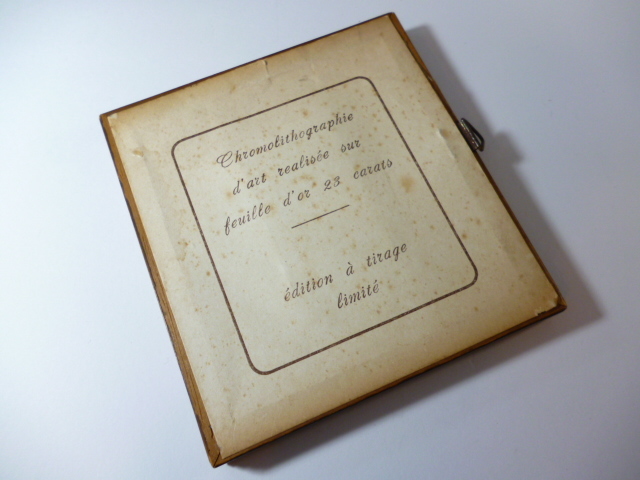 Chromolithographie
d'art realisée sur
feuille d'or 23 carats
édition à tirage
limité